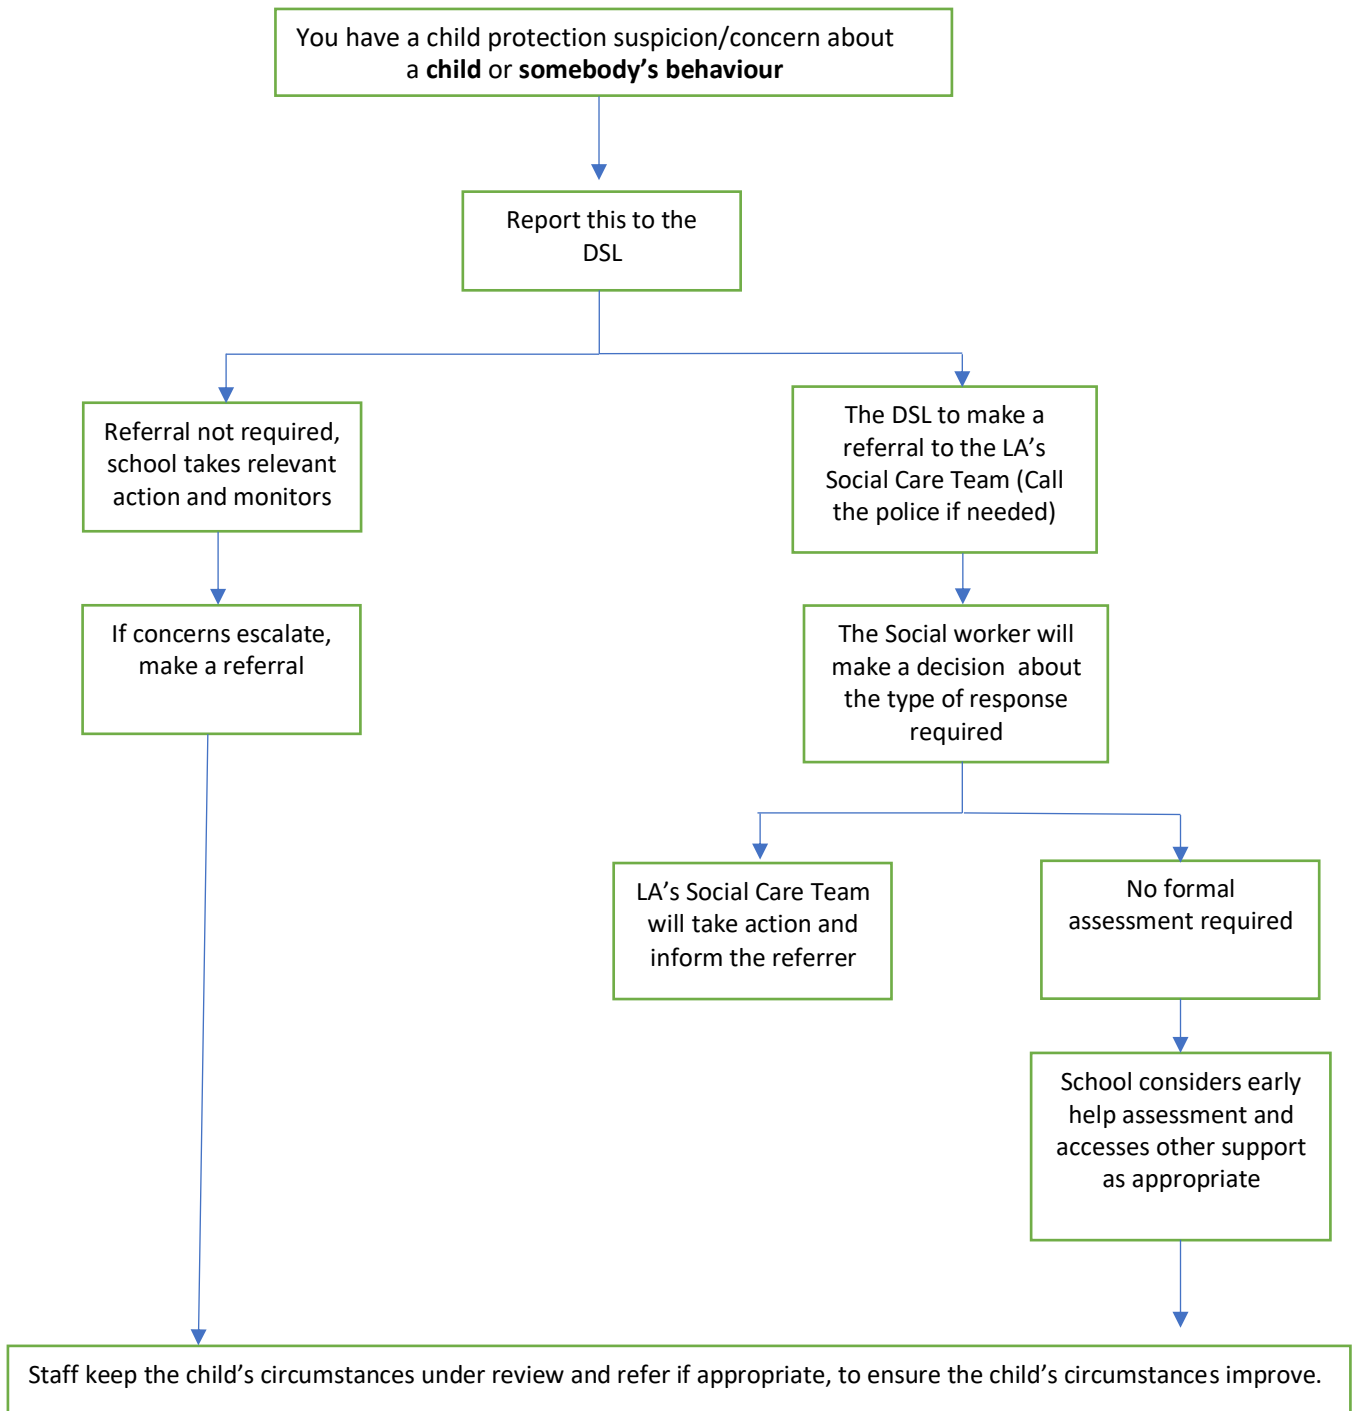 You have a child protection suspicion/concern about
a child or somebody’s behaviour
Report this to the
DSL
Referral not required,
school takes relevant
action and monitors
The DSL to make a
referral to the LA’s
Social Care Team (Call
the police if needed)
If concerns escalate,
make a referral
The Social worker will
make a decision  about
the type of response
required
LA’s Social Care Team
will take action and
inform the referrer
No formal
assessment required
School considers early
help assessment and
accesses other support
as appropriate
Staff keep the child’s circumstances under review and refer if appropriate, to ensure the child’s circumstances improve.